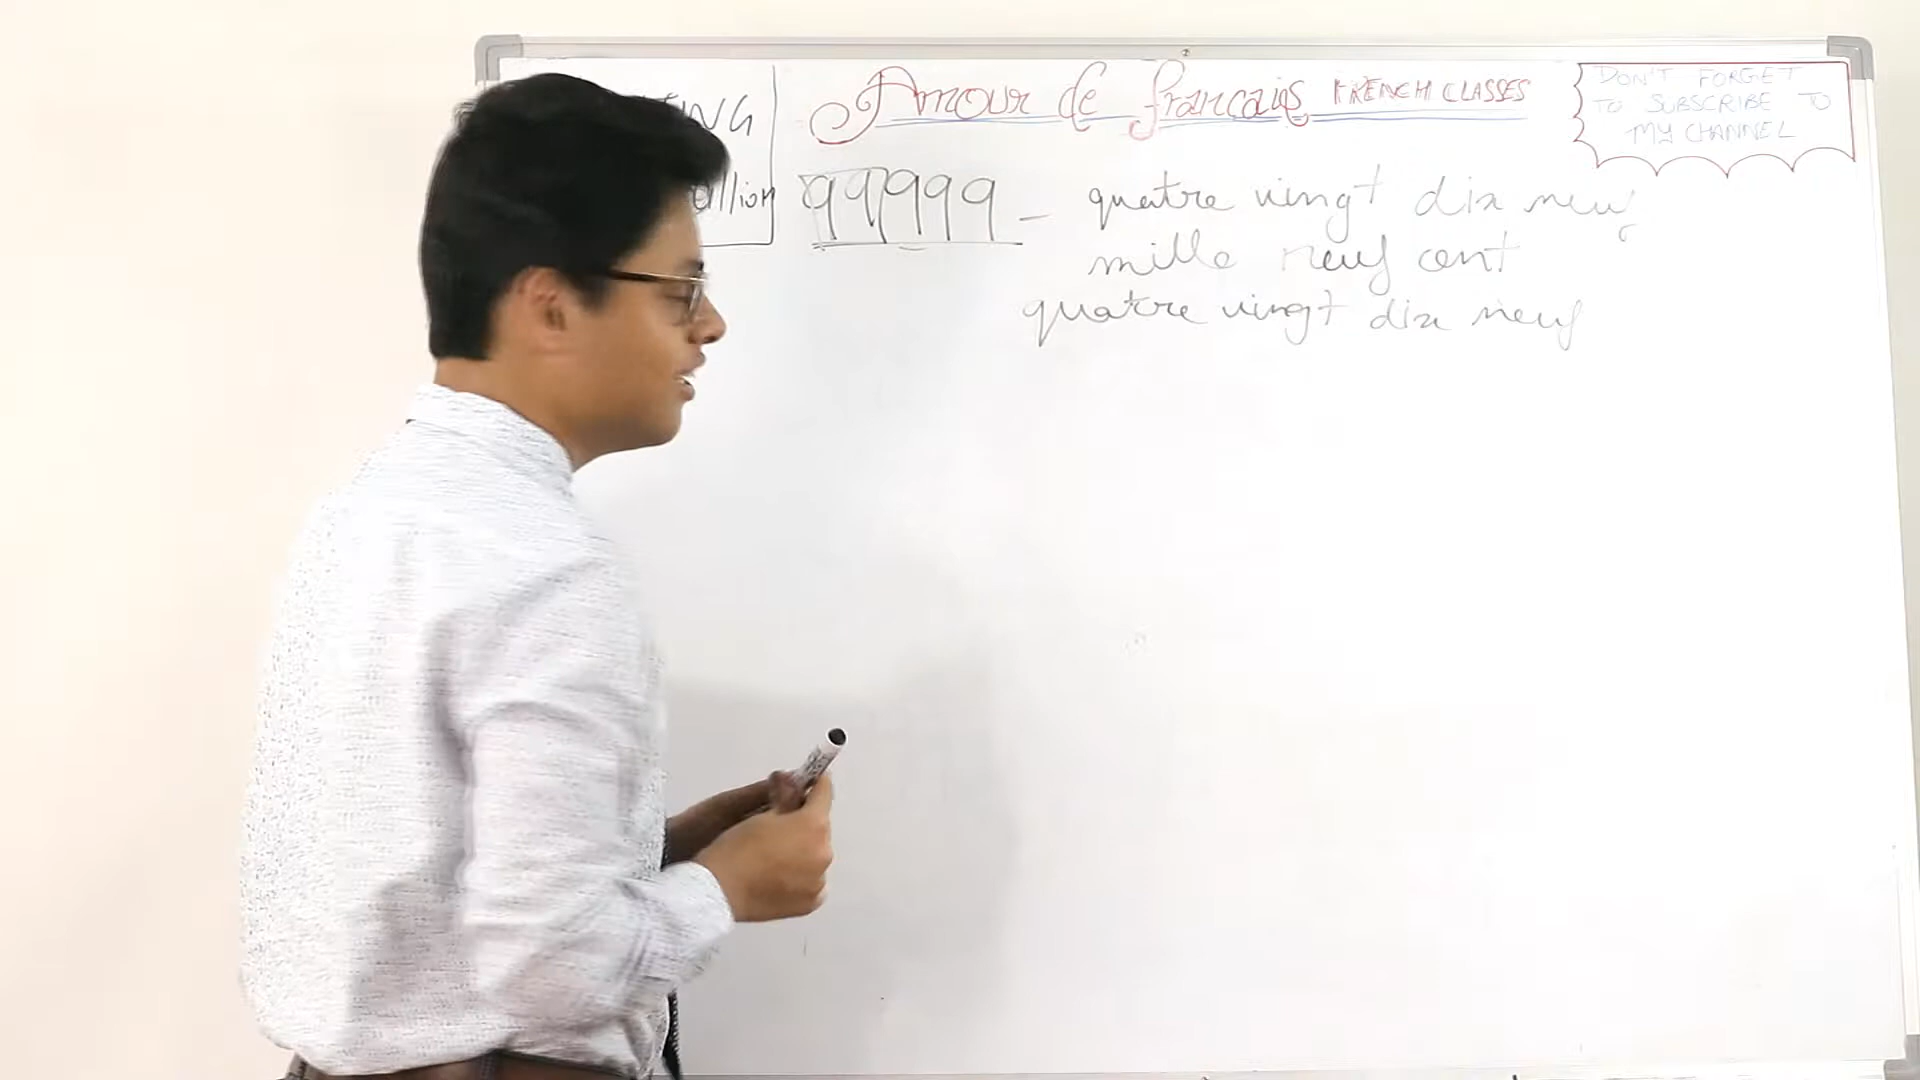 Amour de francais FRENCH CLASSES
DON'T FORGET
TO SUBSCRIBE TO
MY CHANNEL
99999 - quatre vingt dix neuf
mille neuf cent
quatre vingt dix neuf